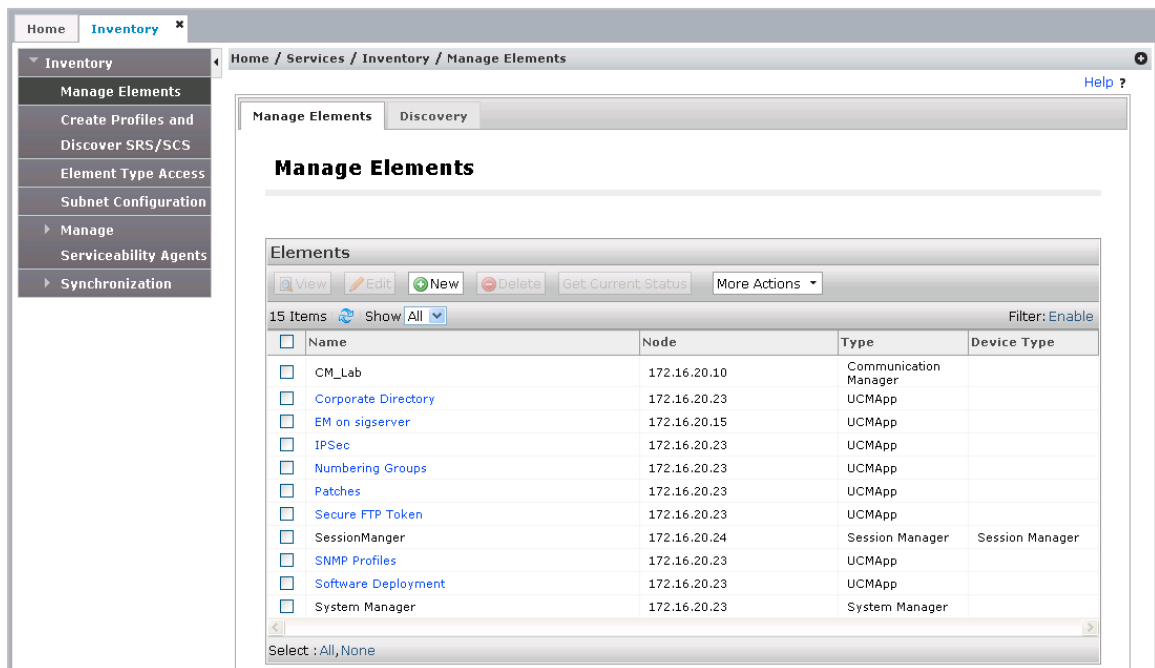 Home Inventory ✖
Inventory
Manage Elements
Create Profiles and
Discover SRS/SCS
Element Type Access
Subnet Configuration
Manage
Serviceability Agents
Synchronization
Home / Services / Inventory / Manage Elements
Help ?
Manage Elements Discovery
Manage Elements
Elements
View Edit New Delete Get Current Status More Actions
15 Items Show All Filter: Enable
Name Node Type Device Type
CM_Lab 172.16.20.10 Communication
Manager
Corporate Directory 172.16.20.23 UCMApp
EM on sigserver 172.16.20.15 UCMApp
IPSec 172.16.20.23 UCMApp
Numbering Groups 172.16.20.23 UCMApp
Patches 172.16.20.23 UCMApp
Secure FTP Token 172.16.20.23 UCMApp
SessionManger 172.16.20.24 Session Manager Session Manager
SNMP Profiles 172.16.20.23 UCMApp
Software Deployment 172.16.20.23 UCMApp
System Manager 172.16.20.23 System Manager
Select : All, None